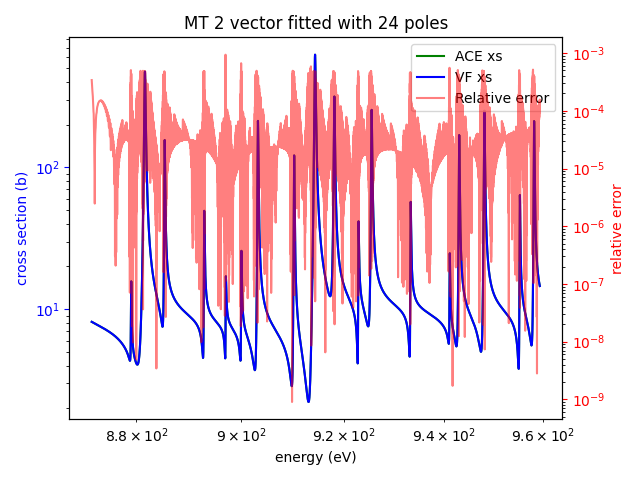 MT 2 vector fitted with 24 poles
ACE xs
VF xs
Relative error
cross section (b)
10²
10¹
relative error
10⁻³
10⁻⁴
10⁻⁵
10⁻⁶
10⁻⁷
10⁻⁸
10⁻⁹
8.8 × 10² 9 × 10² 9.2 × 10² 9.4 × 10² 9.6 × 10²
energy (eV)